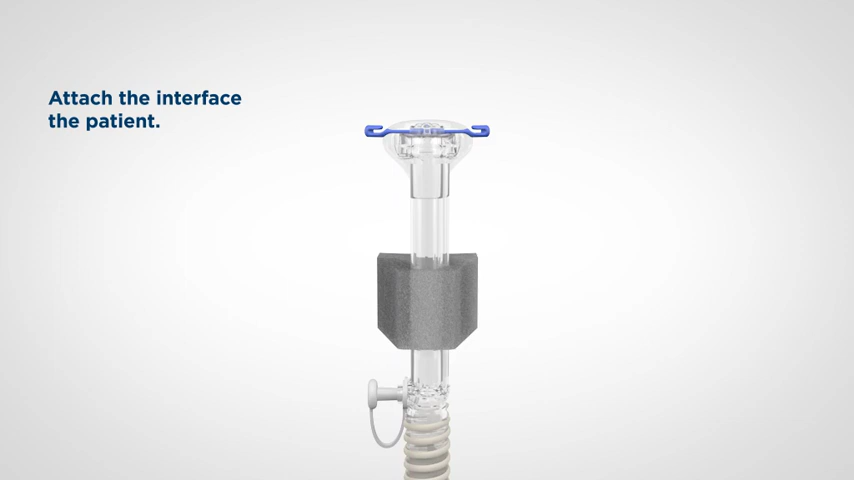 Attach the interface
the patient.